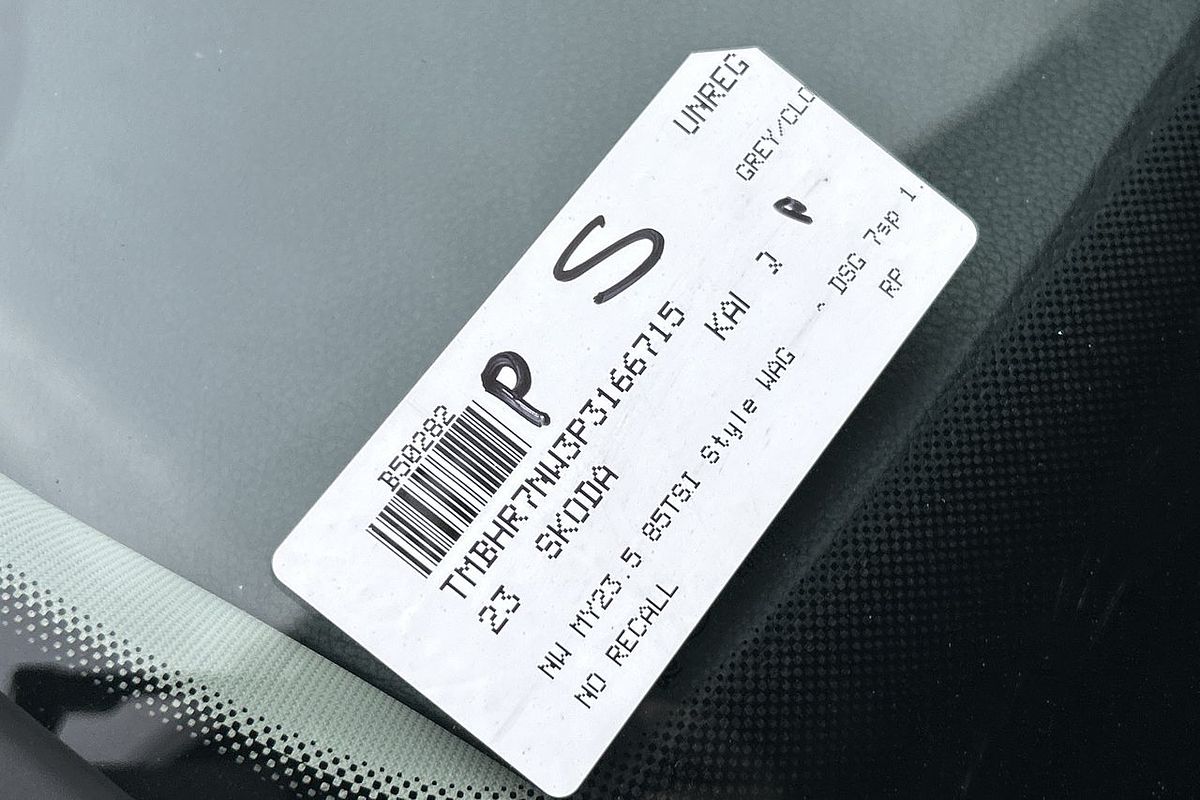 UNREG
GREY/CLO
S
P
P
B50282
TMBHR7NW3P3166715
23 SKODA KAI
NW MY23.5 85TSI Style WAG DSG 7sp 1.
NO RECALL RP